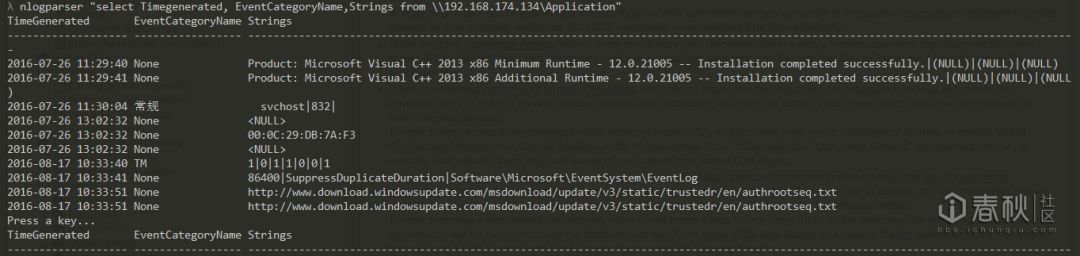 λ nlogparser "select Timegenerated, EventCategoryName,Strings from \\192.168.174.134\Application"
TimeGenerated EventCategoryName Strings
------------------- ----------------- ---------------------------------------------------------------------------------------------------------------------
-
2016-07-26 11:29:40 None Product: Microsoft Visual C++ 2013 x86 Minimum Runtime - 12.0.21005 -- Installation completed successfully.|(NULL)|(NULL)|(NULL)
2016-07-26 11:29:41 None Product: Microsoft Visual C++ 2013 x86 Additional Runtime - 12.0.21005 -- Installation completed successfully.|(NULL)|(NULL)|(NULL
)
2016-07-26 11:30:04 常规 svchost|832|
2016-07-26 13:02:32 None <NULL>
2016-07-26 13:02:32 None 00:0C:29:DB:7A:F3
2016-07-26 13:02:32 None <NULL>
2016-08-17 10:33:40 TM 1|0|1|1|0|0|1
2016-08-17 10:33:41 None 86400|SuppressDuplicateDuration|Software\Microsoft\EventSystem\EventLog
2016-08-17 10:33:51 None http://www.download.windowsupdate.com/msdownload/update/v3/static/trustedr/en/authrootseq.txt
2016-08-17 10:33:51 None http://www.download.windowsupdate.com/msdownload/update/v3/static/trustedr/en/authrootseq.txt
Press a key...
TimeGenerated EventCategoryName Strings
------------------- ----------------- ---------------------------------------------------------------------------------------------------------------------
春秋 社区
bbs.ichunqiu.com